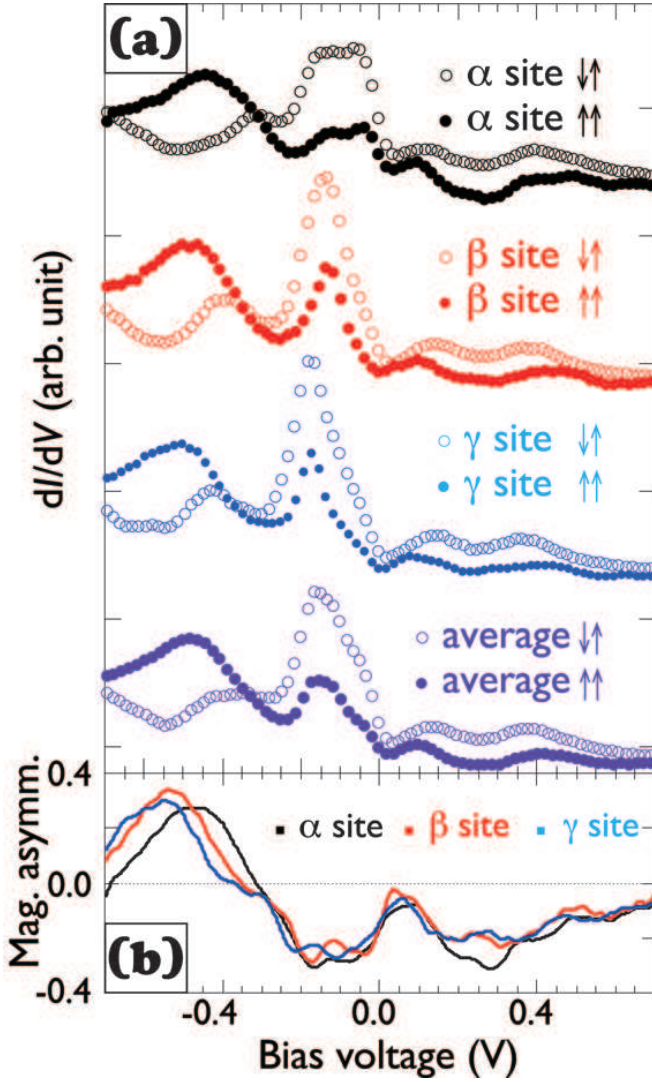 (a)
α site ↓↑
α site ↑↑
β site ↓↑
β site ↑↑
γ site ↓↑
γ site ↑↑
average ↓↑
average ↑↑
dI/dV (arb. unit)
0.4
α site β site γ site
0.0
Mag. asymm.
(b)
-0.4
-0.4 0.0 0.4
Bias voltage (V)